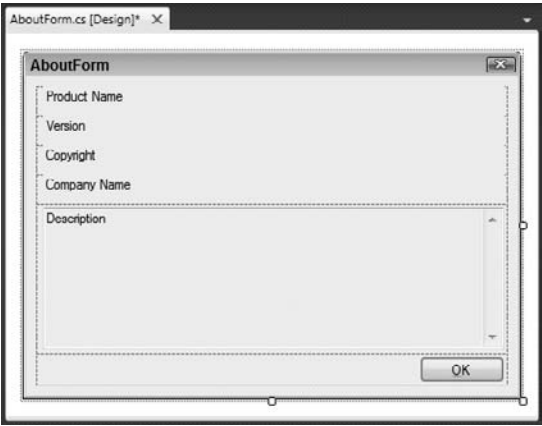 AboutForm.cs [Design]* X
AboutForm
Product Name
Version
Copyright
Company Name
Description
OK